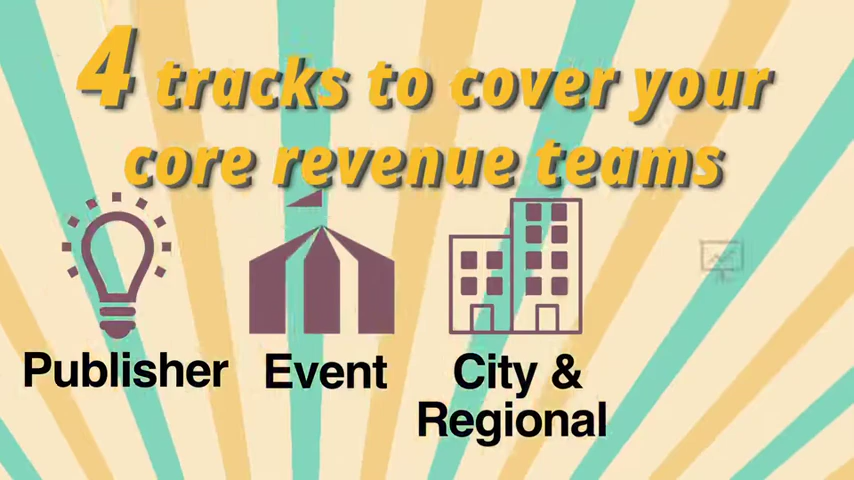 4 tracks to cover your
core revenue teams
Publisher
Event
City &
Regional